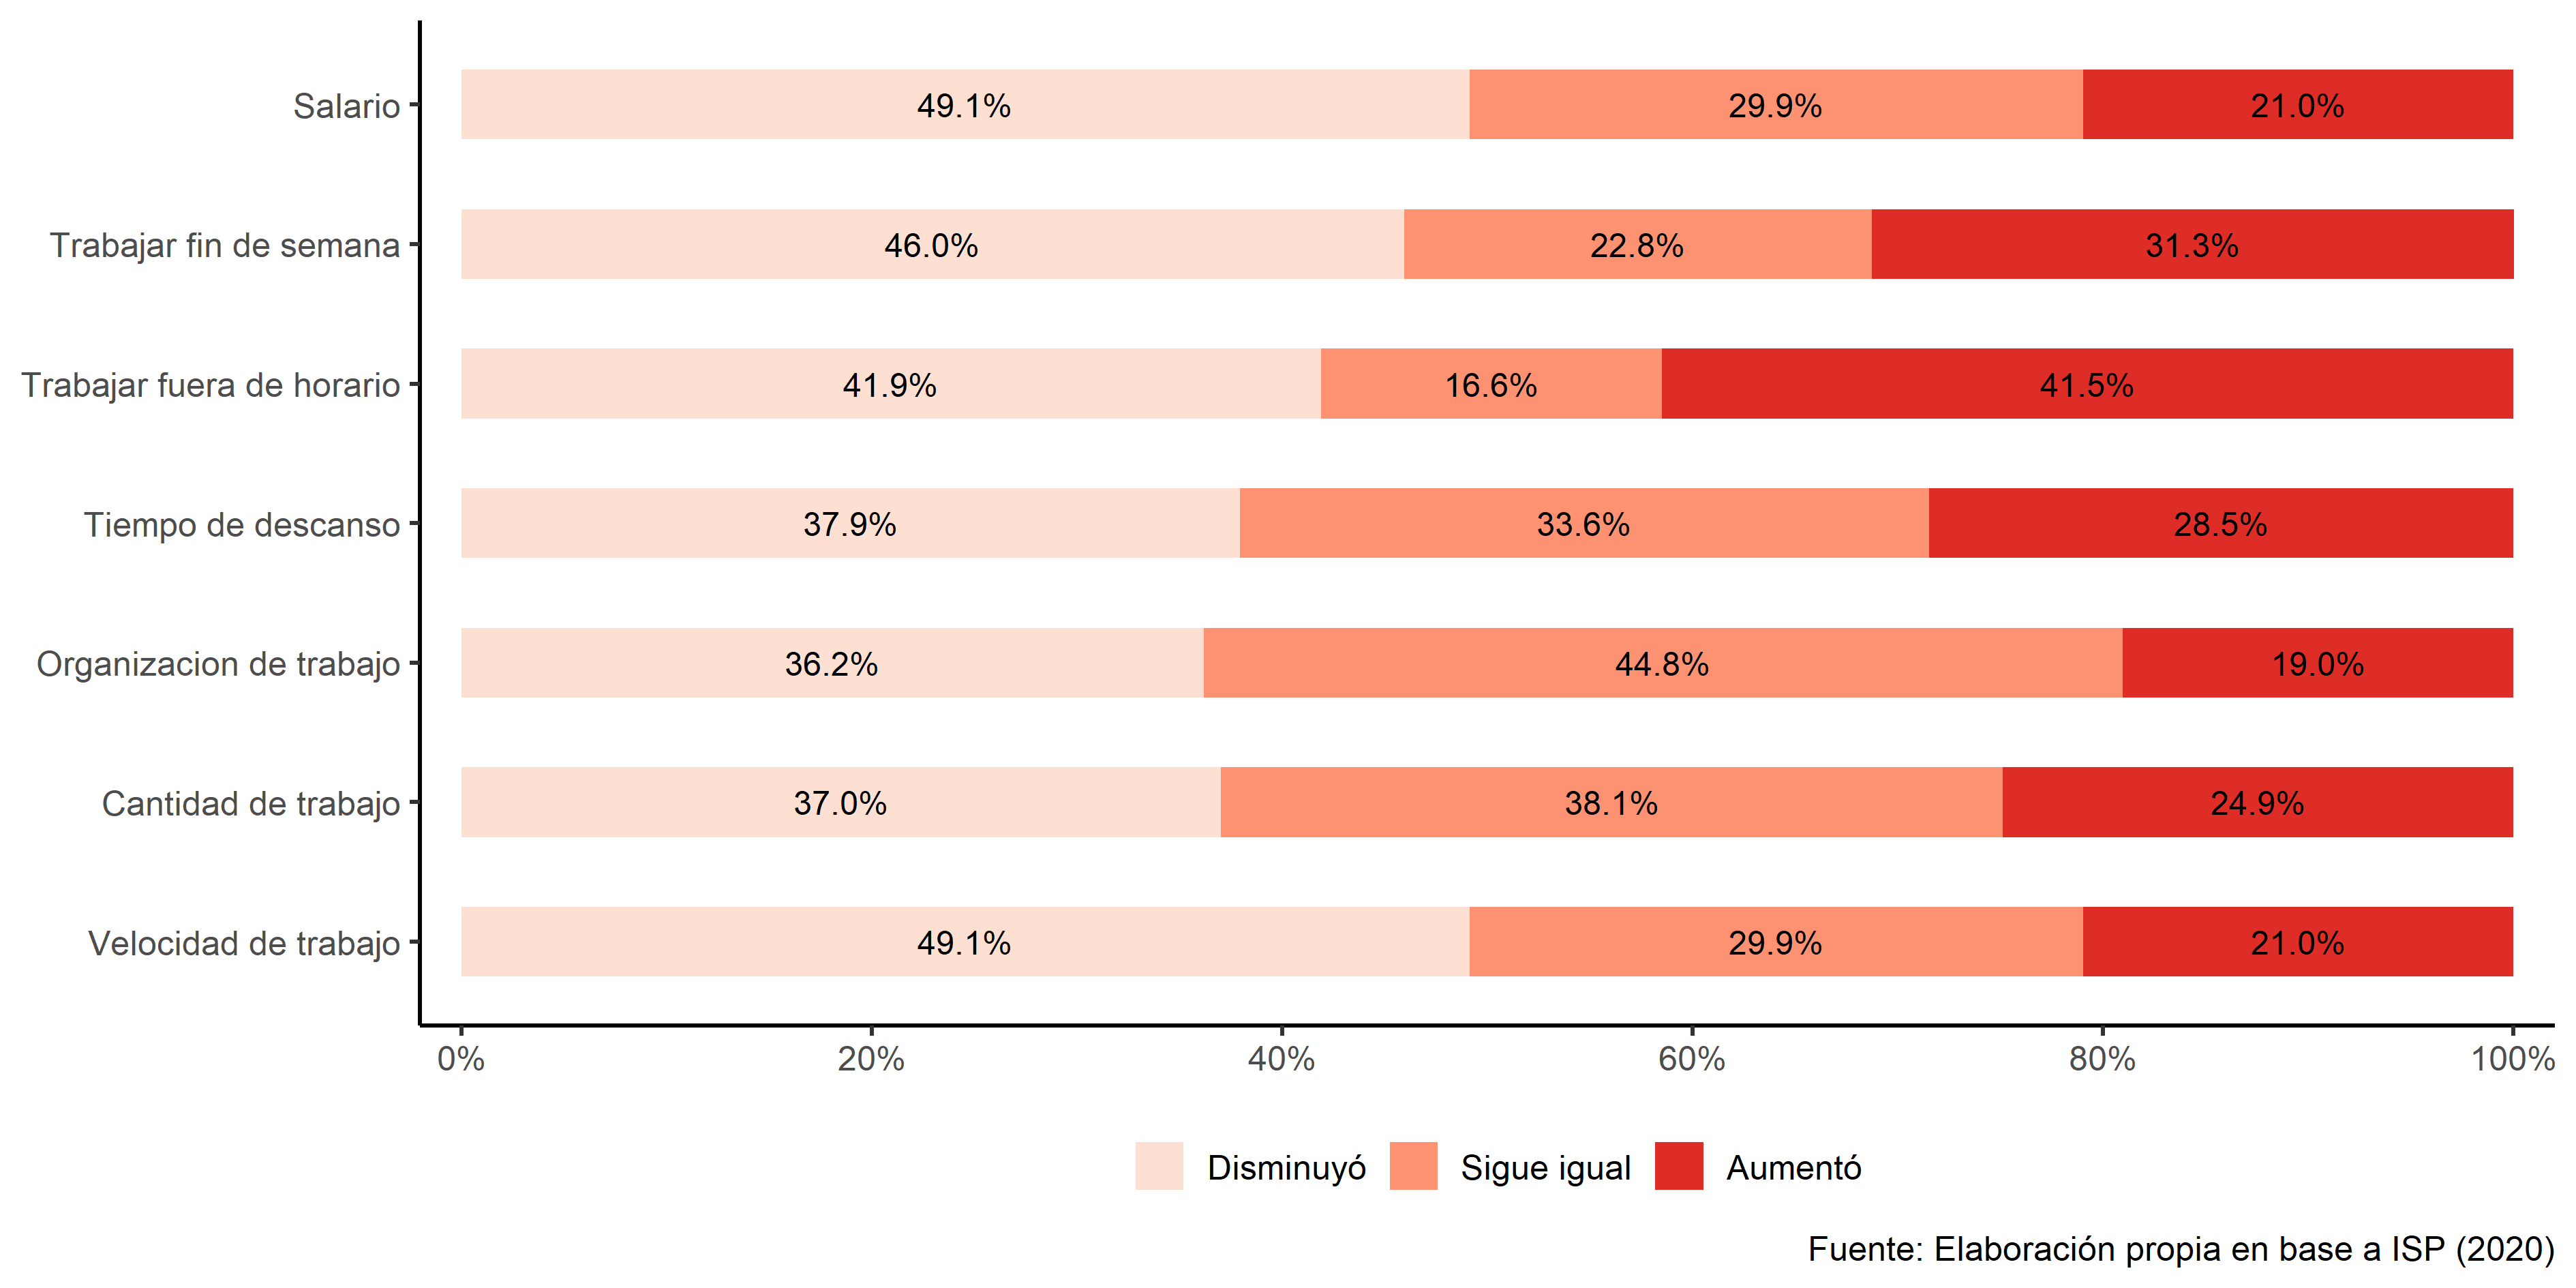 Salario 49.1% 29.9% 21.0%
Trabajar fin de semana 46.0% 22.8% 31.3%
Trabajar fuera de horario 41.9% 16.6% 41.5%
Tiempo de descanso 37.9% 33.6% 28.5%
Organizacion de trabajo 36.2% 44.8% 19.0%
Cantidad de trabajo 37.0% 38.1% 24.9%
Velocidad de trabajo 49.1% 29.9% 21.0%
0% 20% 40% 60% 80% 100%
Disminuyó Sigue igual Aumentó
Fuente: Elaboración propia en base a ISP (2020)